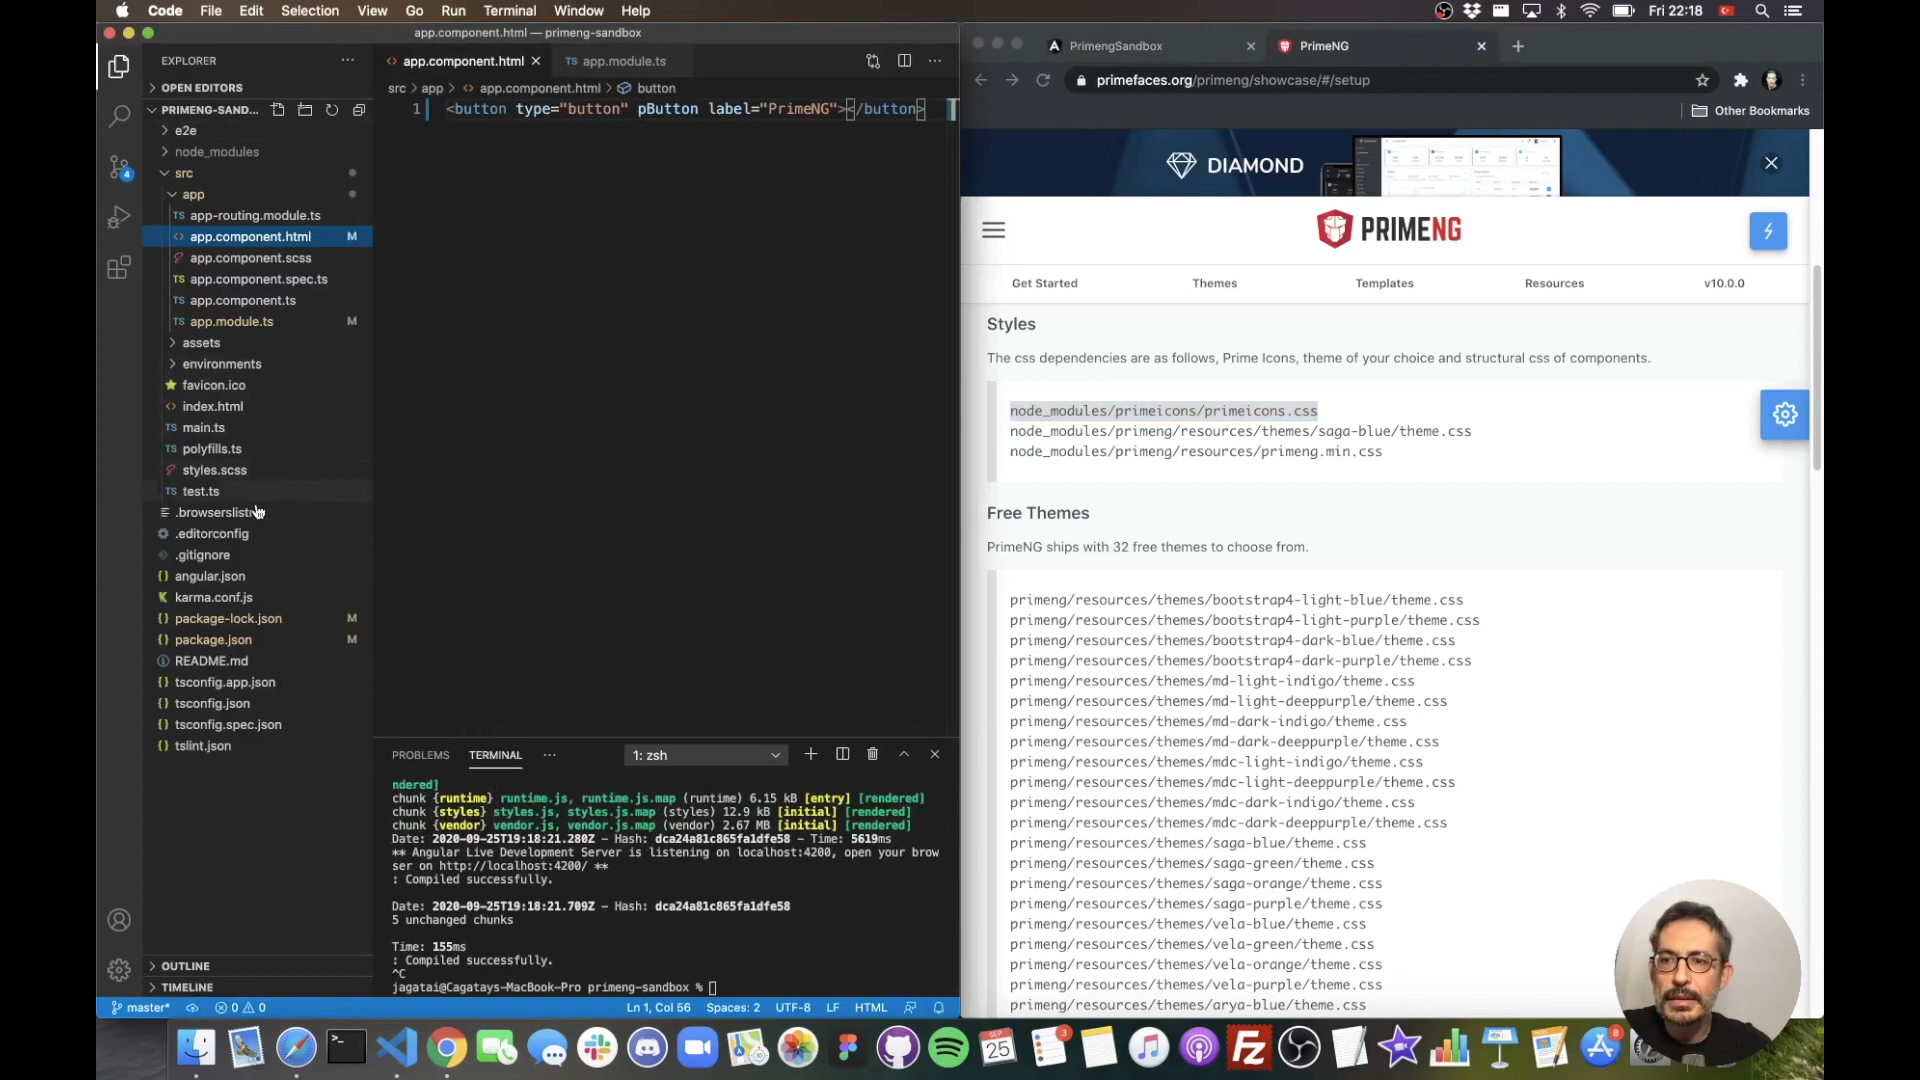 Code File Edit Selection View Go Run Terminal Window Help
Fri 22:18
app.component.html — primeng-sandbox
EXPLORER
OPEN EDITORS
PRIMENG-SAND...
e2e
node_modules
src
app
app-routing.module.ts
app.component.html M
app.component.scss
app.component.spec.ts
app.component.ts
app.module.ts M
assets
environments
favicon.ico
index.html
main.ts
polyfills.ts
styles.scss
test.ts
.editorconfig
.gitignore
angular.json
karma.conf.js
package-lock.json M
package.json M
README.md
tsconfig.app.json
tsconfig.json
tsconfig.spec.json
tslint.json
OUTLINE
TIMELINE
4
app.component.html
TS app.module.ts
src > app > app.component.html > button
1 <button type="button" pButton label="PrimeNG"></button>
PROBLEMS TERMINAL ... 1: zsh
ndered]
chunk {runtime} runtime.js, runtime.js.map (runtime) 6.15 kB [entry] [rendered]
chunk {styles} styles.js, styles.js.map (styles) 12.9 kB [initial] [rendered]
chunk {vendor} vendor.js, vendor.js.map (vendor) 2.67 MB [initial] [rendered]
Date: 2020-09-25T19:18:21.280Z - Hash: dca24a81c865fa1dfe58 - Time: 5619ms
** Angular Live Development Server is listening on localhost:4200, open your brow
ser on http://localhost:4200/ **
: Compiled successfully.
Date: 2020-09-25T19:18:21.709Z - Hash: dca24a81c865fa1dfe58
5 unchanged chunks
Time: 155ms
: Compiled successfully.
^C
jagatai@Cagatays-MacBook-Pro primeng-sandbox %
master* 0 0 Ln 1, Col 56 Spaces: 2 UTF-8 LF HTML
PrimengSandbox
PrimeNG
primefaces.org/primeng/showcase/#/setup
Other Bookmarks
DIAMOND
PRIMENG
Get Started Themes Templates Resources v10.0.0
Styles
The css dependencies are as follows, Prime Icons, theme of your choice and structural css of components.
node_modules/primeicons/primeicons.css
node_modules/primeng/resources/themes/saga-blue/theme.css
node_modules/primeng/resources/primeng.min.css
Free Themes
PrimeNG ships with 32 free themes to choose from.
primeng/resources/themes/bootstrap4-light-blue/theme.css
primeng/resources/themes/bootstrap4-light-purple/theme.css
primeng/resources/themes/bootstrap4-dark-blue/theme.css
primeng/resources/themes/bootstrap4-dark-purple/theme.css
primeng/resources/themes/md-light-indigo/theme.css
primeng/resources/themes/md-light-deeppurple/theme.css
primeng/resources/themes/md-dark-indigo/theme.css
primeng/resources/themes/md-dark-deeppurple/theme.css
primeng/resources/themes/mdc-light-indigo/theme.css
primeng/resources/themes/mdc-light-deeppurple/theme.css
primeng/resources/themes/mdc-dark-indigo/theme.css
primeng/resources/themes/mdc-dark-deeppurple/theme.css
primeng/resources/themes/saga-blue/theme.css
primeng/resources/themes/saga-green/theme.css
primeng/resources/themes/saga-orange/theme.css
primeng/resources/themes/saga-purple/theme.css
primeng/resources/themes/vela-blue/theme.css
primeng/resources/themes/vela-green/theme.css
primeng/resources/themes/vela-orange/theme.css
primeng/resources/themes/vela-purple/theme.css
primeng/resources/themes/arya-blue/theme.css
SEP
25
3
8